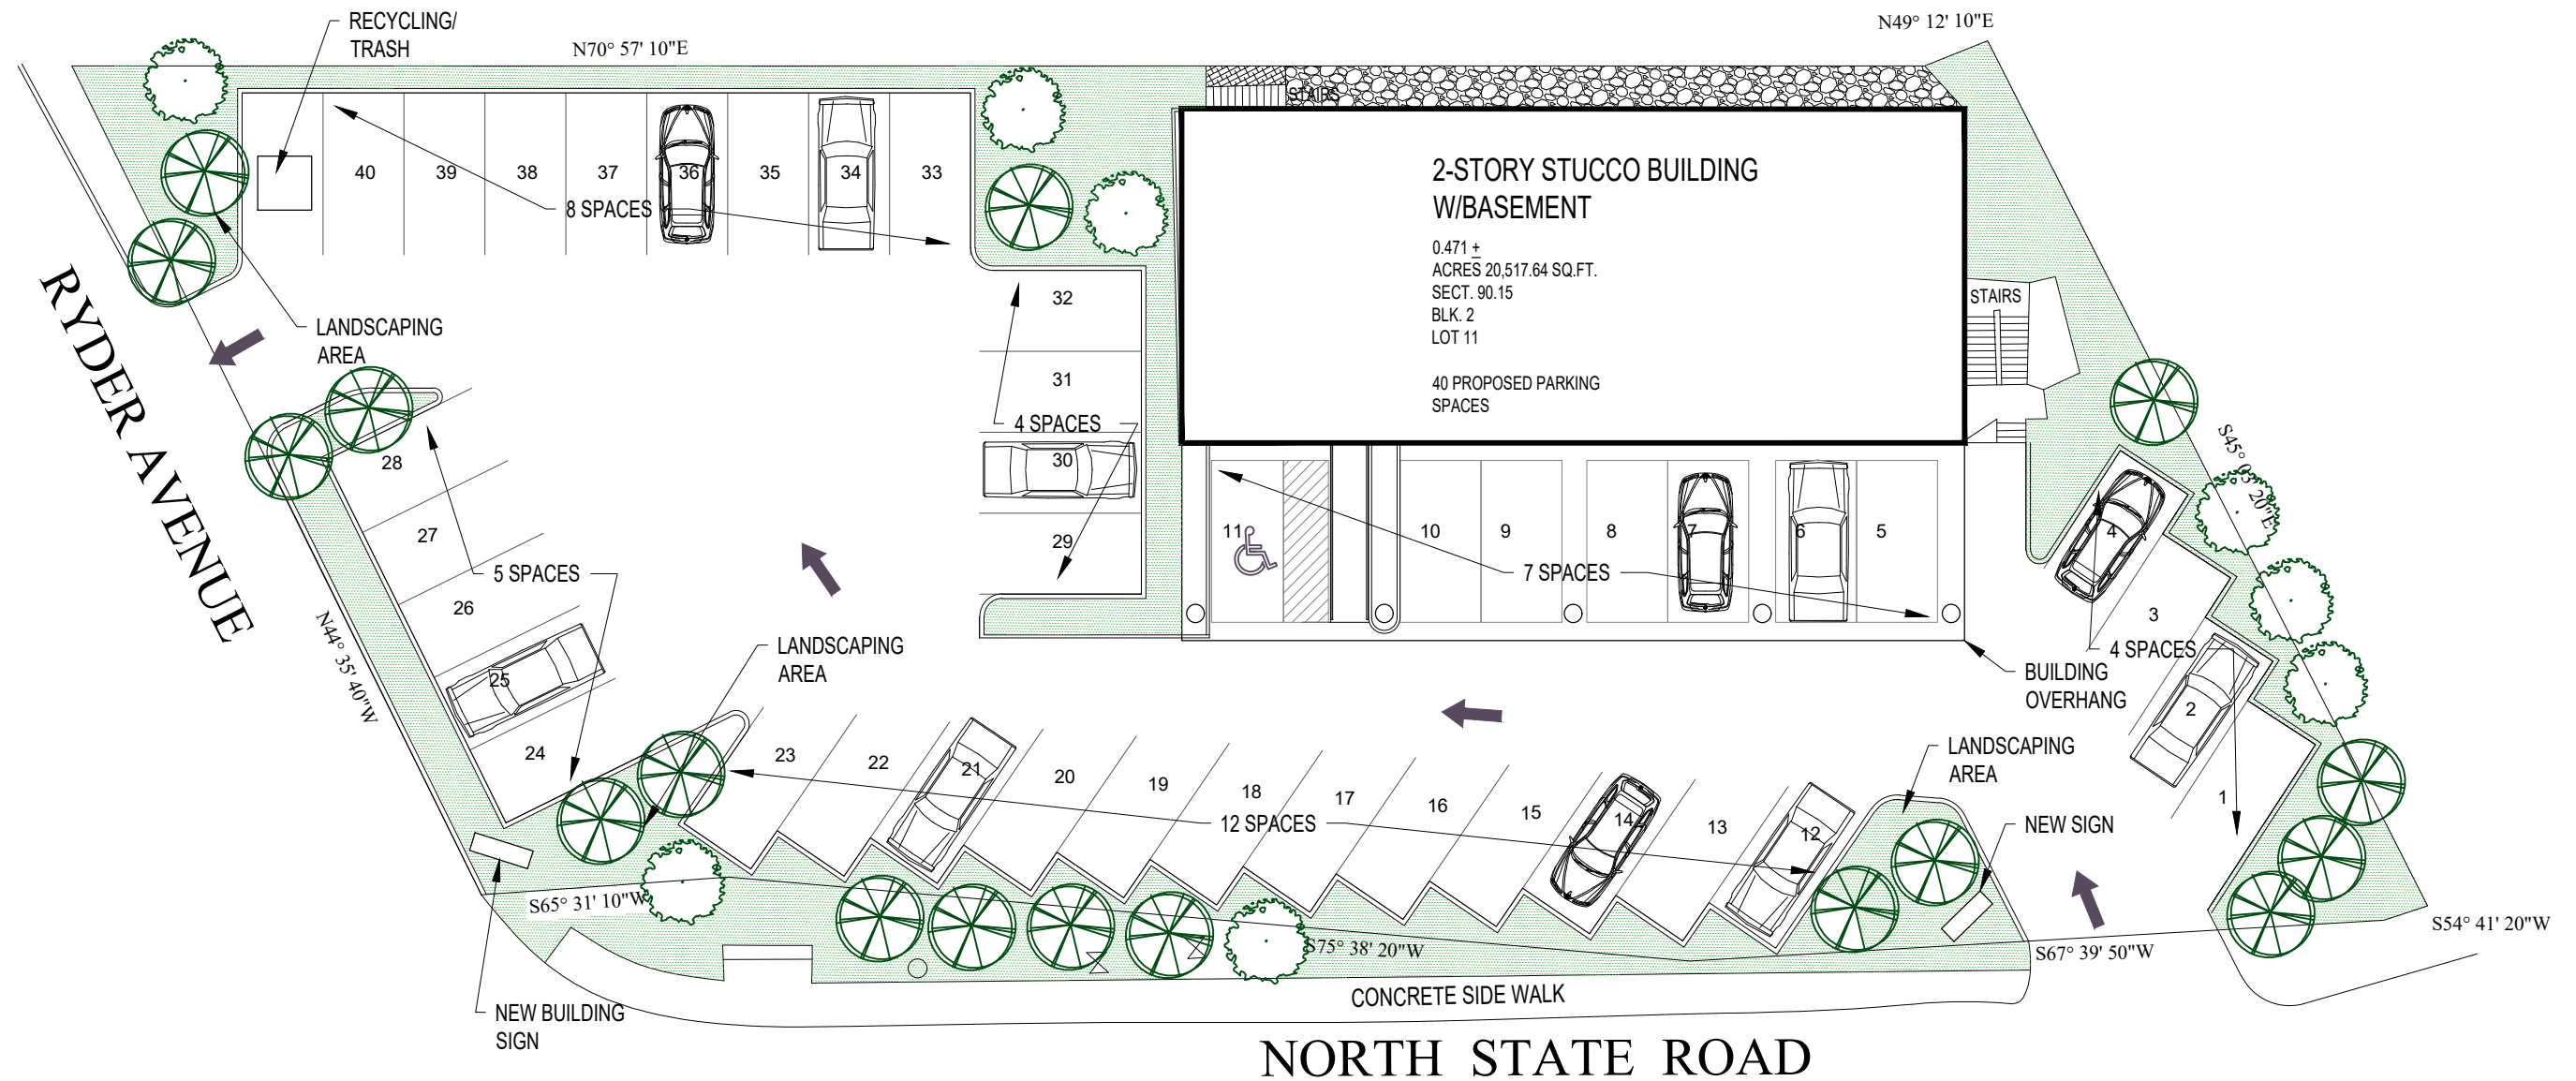 RECYCLING/
TRASH
N70° 57' 10"E
N49° 12' 10"E
STAIRS
40
39
38
37
36
35
34
33
8 SPACES
2-STORY STUCCO BUILDING
W/BASEMENT
0.471 ±
ACRES 20,517.64 SQ.FT.
SECT. 90.15
BLK. 2
LOT 11
40 PROPOSED PARKING
SPACES
RYDER AVENUE
LANDSCAPING
AREA
32
31
4 SPACES
30
29
STAIRS
S45° 03' 20"E
28
27
26
25
24
5 SPACES
N44° 35' 40"W
11
10
9
8
7
6
5
7 SPACES
4
3
4 SPACES
2
1
BUILDING
OVERHANG
LANDSCAPING
AREA
LANDSCAPING
AREA
NEW SIGN
23
22
21
20
19
18
17
16
15
14
13
12
12 SPACES
S65° 31' 10"W
S75° 38' 20"W
S67° 39' 50"W
S54° 41' 20"W
NEW BUILDING
SIGN
CONCRETE SIDE WALK
NORTH STATE ROAD